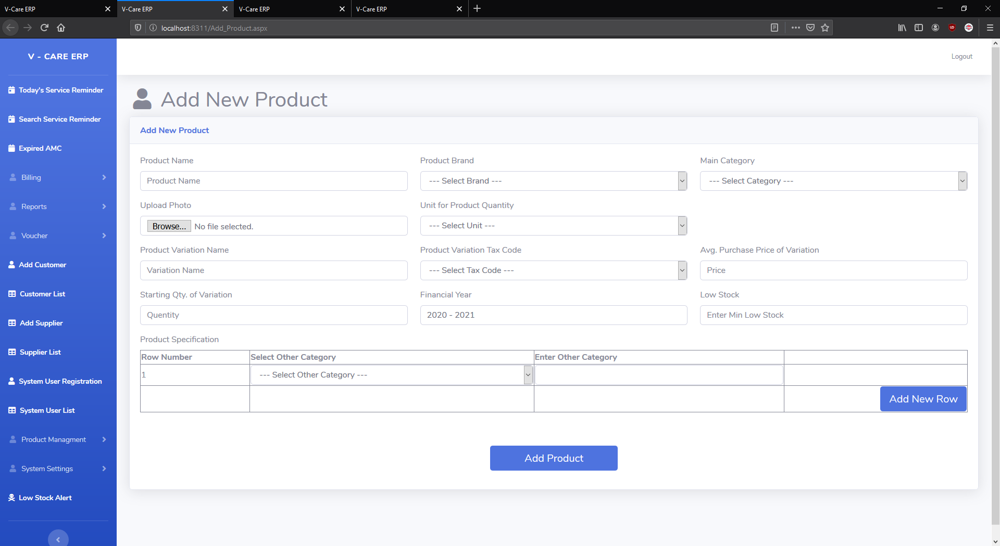 V-Care ERP
V-Care ERP
V-Care ERP
V-Care ERP
localhost:8311/Add_Product.aspx
V - CARE ERP
Today's Service Reminder
Search Service Reminder
Expired AMC
Billing
Reports
Voucher
Add Customer
Customer List
Add Supplier
Supplier List
System User Registration
System User List
Product Managment
System Settings
Low Stock Alert
Logout
Add New Product
Add New Product
Product Name
Product Brand
Main Category
Product Name
--- Select Brand ---
--- Select Category ---
Upload Photo
Unit for Product Quantity
Browse... No file selected.
--- Select Unit ---
Product Variation Name
Product Variation Tax Code
Avg. Purchase Price of Variation
Variation Name
--- Select Tax Code ---
Price
Starting Qty. of Variation
Financial Year
Low Stock
Quentity
2020 - 2021
Enter Min Low Stock
Product Specification
Row Number
Select Other Category
Enter Other Category
1
--- Select Other Category ---
Add New Row
Add Product